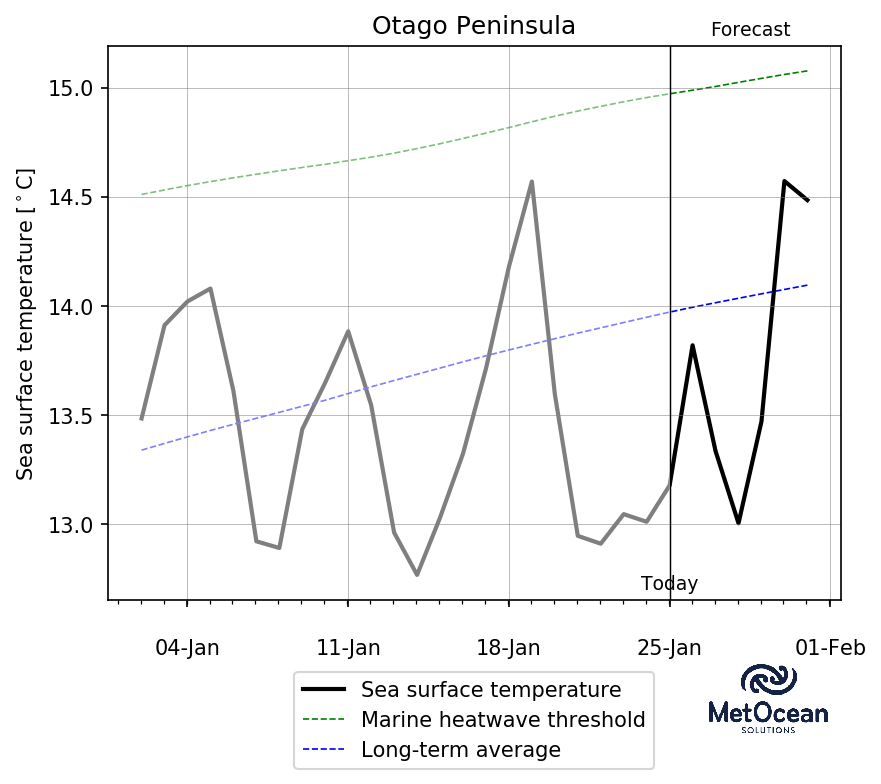 Otago Peninsula
Forecast
Sea surface temperature [°C]
15.0
14.5
14.0
13.5
13.0
Today
04-Jan 11-Jan 18-Jan 25-Jan 01-Feb
Sea surface temperature
Marine heatwave threshold
Long-term average
MetOcean
SOLUTIONS